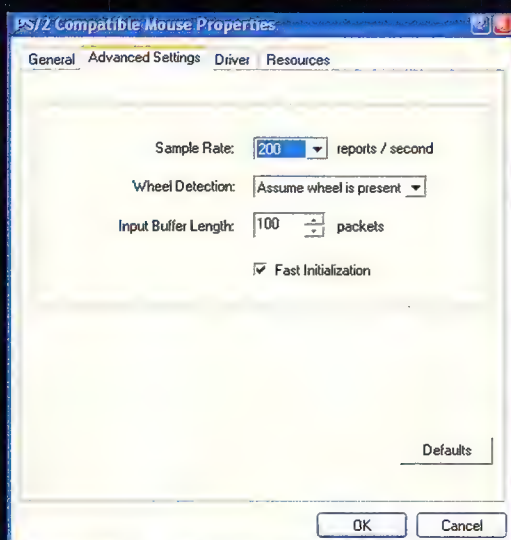 PS/2 Compatible Mouse Properties
General Advanced Settings Driver Resources
Sample Rate: 200 reports / second
Wheel Detection: Assume wheel is present
Input Buffer Length: 100 packets
Fast Initialization
Defaults
OK Cancel